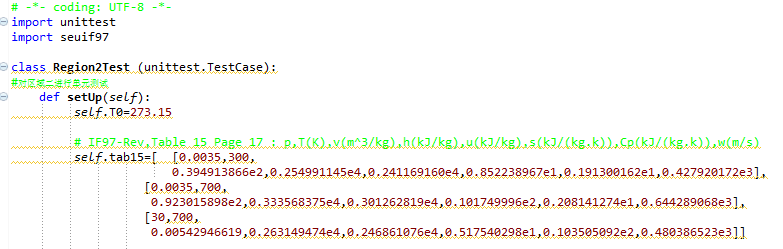 # -*- coding: UTF-8 -*-
import unittest
import seuif97
class Region2Test (unittest.TestCase):
#对区域二进行单元测试
def setUp(self):
self.T0=273.15
# IF97-Rev,Table 15 Page 17 : p,T(K),v(m^3/kg),h(kJ/kg),u(kJ/kg),s(kJ/(kg.k)),Cp(kJ/(kg.k)),w(m/s)
self.tab15=[ [0.0035,300,
0.394913866e2,0.254991145e4,0.241169160e4,0.852238967e1,0.191300162e1,0.427920172e3],
[0.0035,700,
0.923015898e2,0.333568375e4,0.301262819e4,0.101749996e2,0.208141274e1,0.644289068e3],
[30,700,
0.00542946619,0.263149474e4,0.246861076e4,0.517540298e1,0.103505092e2,0.480386523e3]]